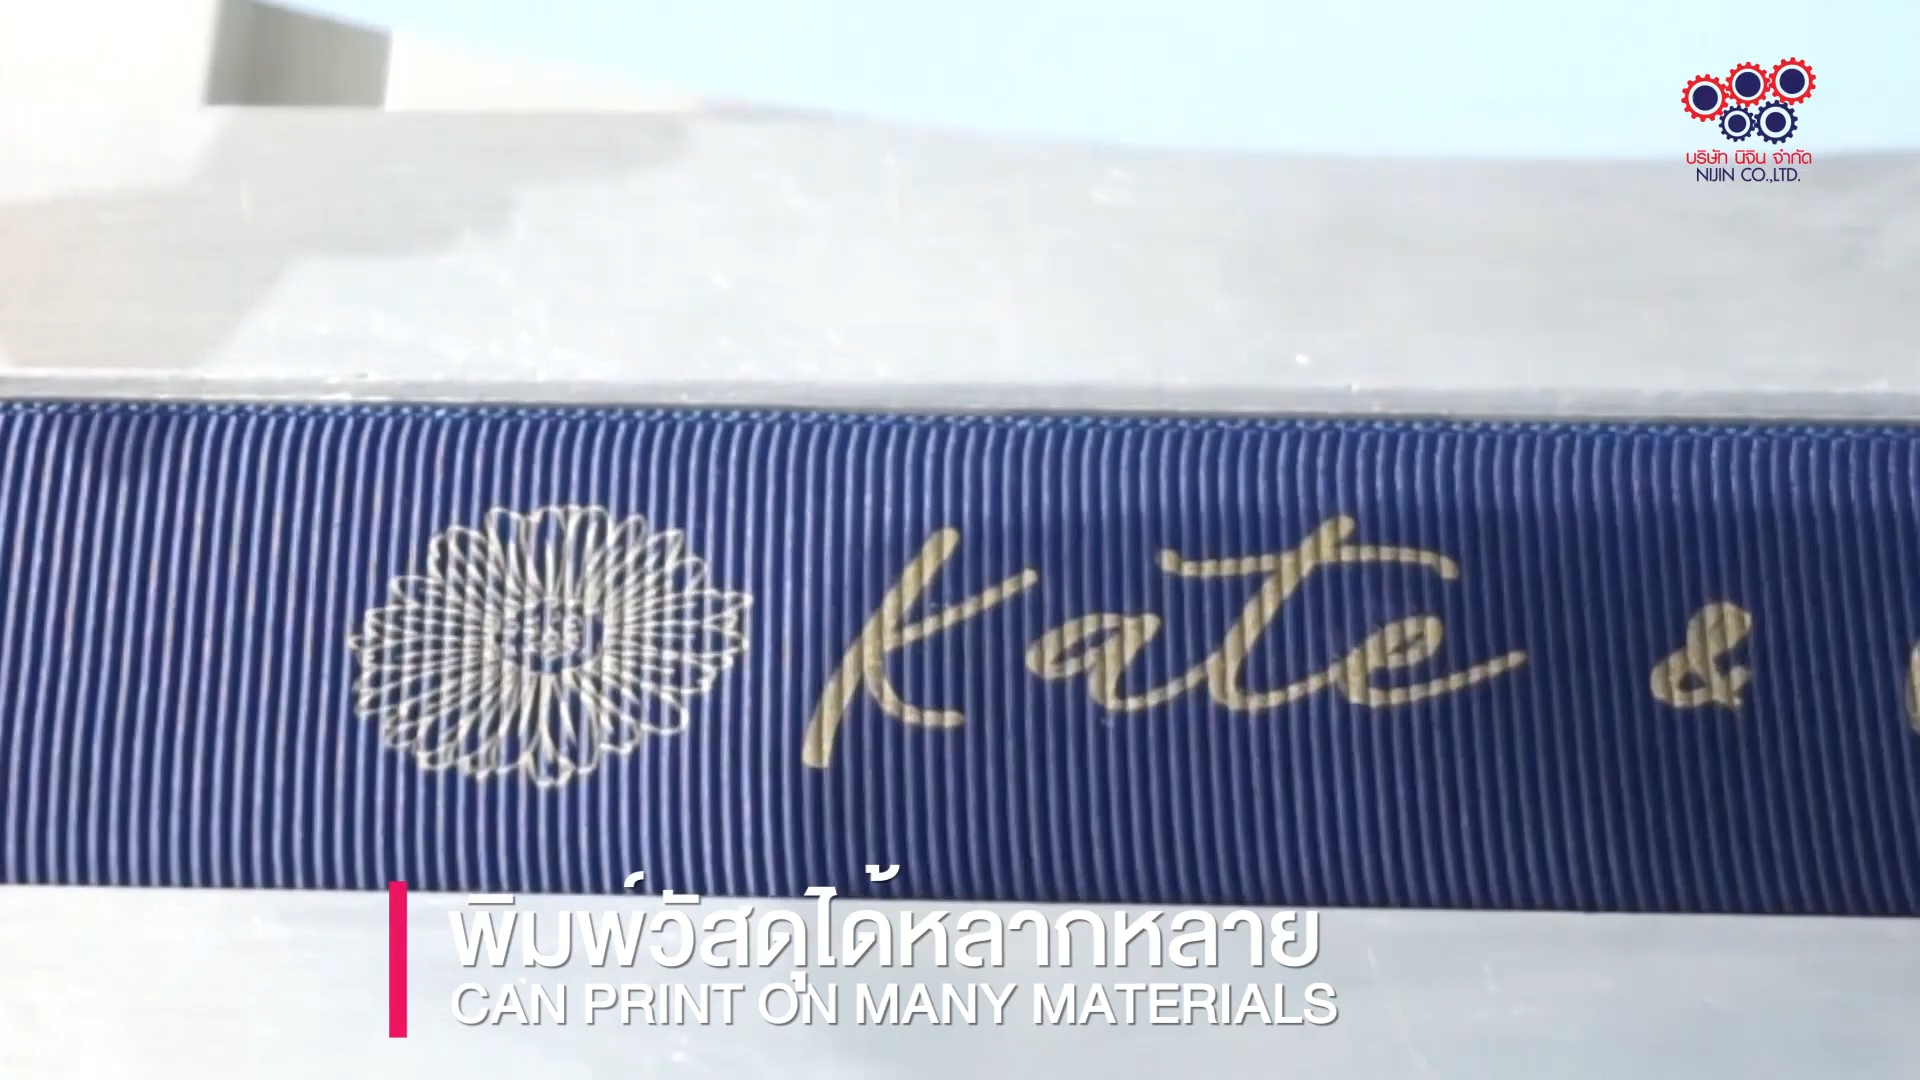 บริษัท นิจิน จำกัด
NIJIN CO.,LTD.
Kate &
พิมพ์วัสดุได้หลากหลาย
CAN PRINT ON MANY MATERIALS